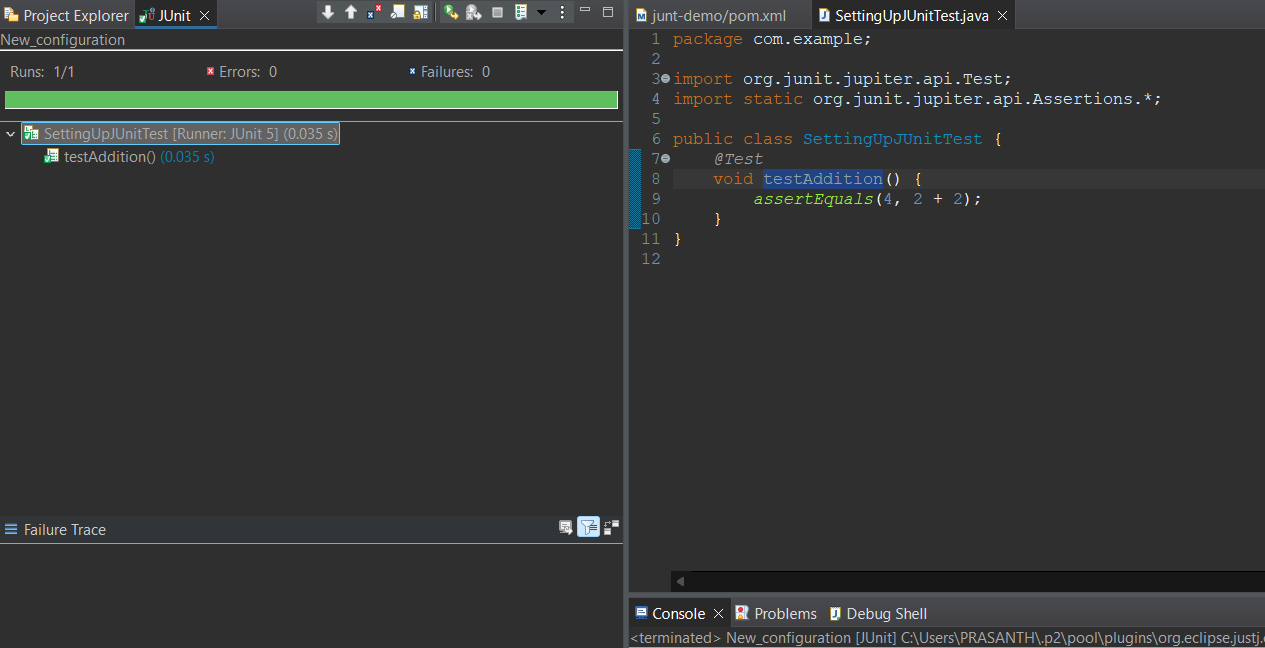 Project Explorer
JUnit
New_configuration
Runs: 1/1
Errors: 0
Failures: 0
SettingUpJUnitTest [Runner: JUnit 5] (0.035 s)
testAddition() (0.035 s)
Failure Trace
junt-demo/pom.xml
SettingUpJUnitTest.java
1 package com.example;
2
3 import org.junit.jupiter.api.Test;
4 import static org.junit.jupiter.api.Assertions.*;
5
6 public class SettingUpJUnitTest {
7 @Test
8 void testAddition() {
9 assertEquals(4, 2 + 2);
10 }
11 }
12
Console
Problems
Debug Shell
<terminated> New_configuration [JUnit] C:\Users\PRASANTH\.p2\pool\plugins\org.eclipse.justj.